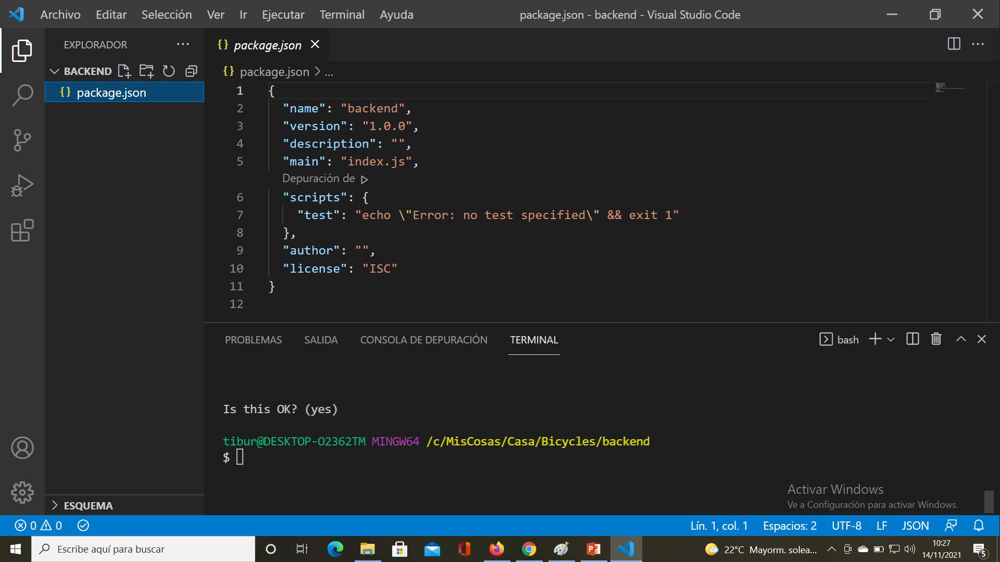 Archivo Editar Selección Ver Ir Ejecutar Terminal Ayuda
package.json - backend - Visual Studio Code
EXPLORADOR
BACKEND
{} package.json
ESQUEMA
{} package.json
{} package.json > ...
1 {
2 "name": "backend",
3 "version": "1.0.0",
4 "description": "",
5 "main": "index.js",
Depuración de
6 "scripts": {
7 "test": "echo \"Error: no test specified\" && exit 1"
8 },
9 "author": "",
10 "license": "ISC"
11 }
12
PROBLEMAS SALIDA CONSOLA DE DEPURACIÓN TERMINAL
bash
Is this OK? (yes)
tibur@DESKTOP-O2362TM MINGW64 /c/MisCosas/Casa/Bicycles/backend
$
Activar Windows
Ve a Configuración para activar Windows.
0 0
Lín. 1, col. 1 Espacios: 2 UTF-8 LF JSON
Escribe aquí para buscar
22°C Mayorm. solea...
10:27
14/11/2021
5